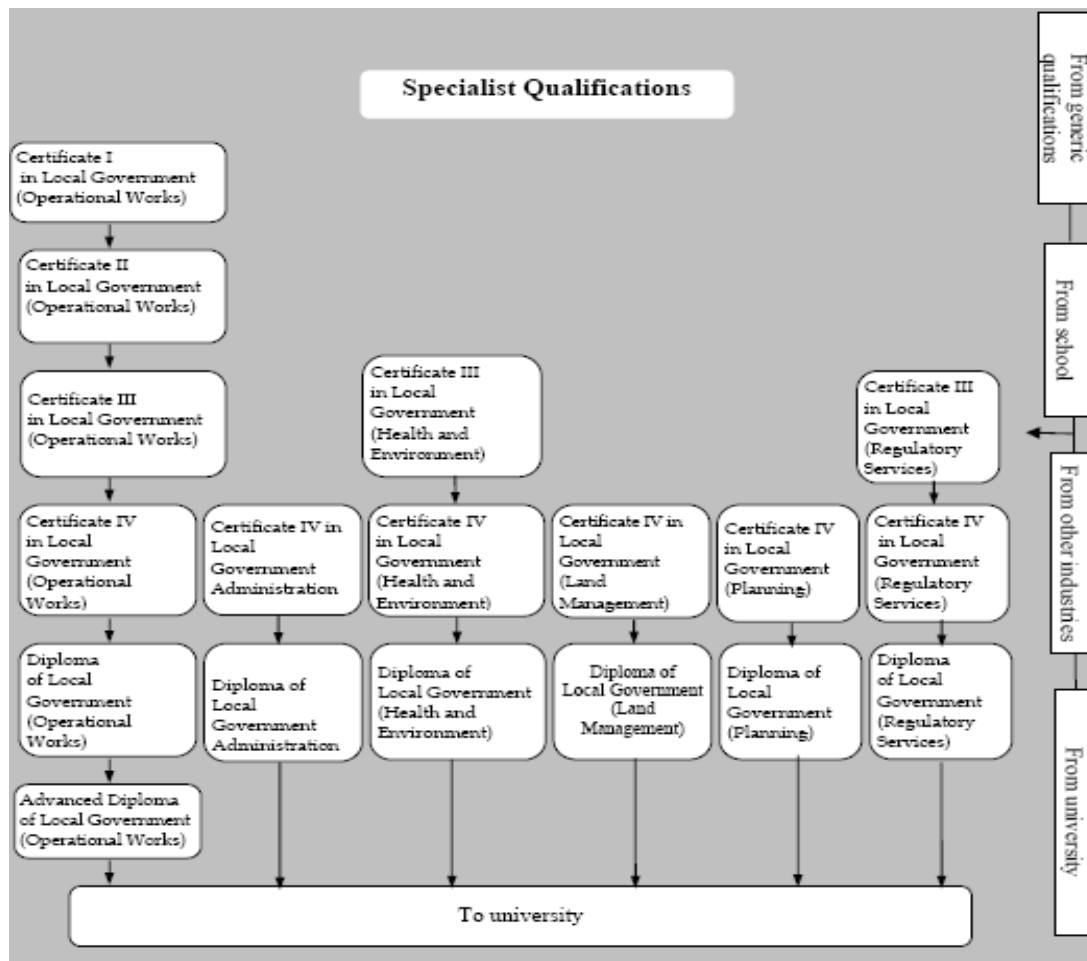 Specialist Qualifications
From generic
qualifications
From school
From other industries
From university
Certificate I
in Local Government
(Operational Works)
Certificate II
in Local Government
(Operational Works)
Certificate III
in Local Government
(Operational Works)
Certificate III
in Local
Government
(Health and
Environment)
Certificate III
in Local
Government
(Regulatory
Services)
Certificate IV
in Local
Government
(Operational
Works)
Certificate IV in
Local
Government
Administration
Certificate IV
in Local
Government
(Health and
Environment)
Certificate IV in
Local
Government
(Land
Management)
Certificate IV
in Local
Government
(Planning)
Certificate IV
in Local
Government
(Regulatory
Services)
Diploma
of Local
Government
(Operational
Works)
Diploma of
Local
Government
Administration
Diploma of
Local Government
(Health and
Environment)
Diploma of
Local Government
(Land
Management)
Diploma of
Local
Government
(Planning)
Diploma
of Local
Government
(Regulatory
Services)
Advanced Diploma
of Local Government
(Operational Works)
To university